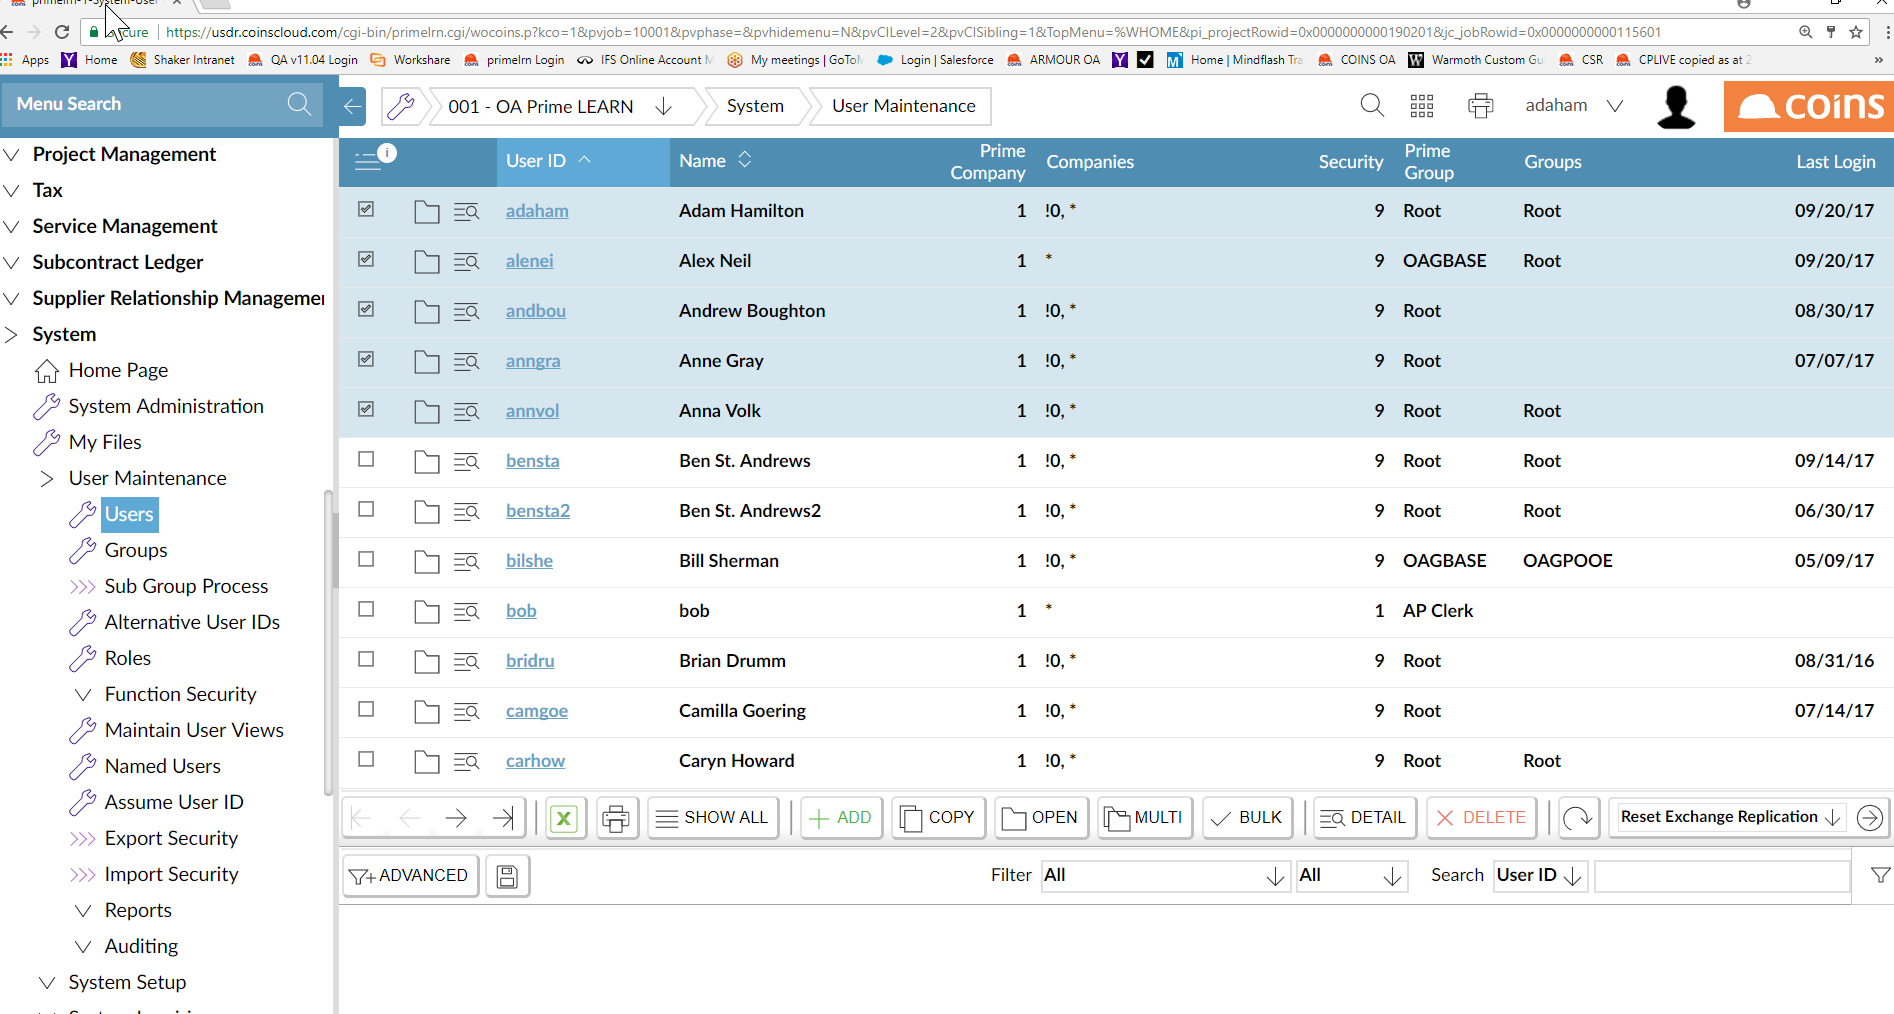 primelrn-1-System-User
Secure https://usdr.coinscloud.com/cgi-bin/primelrn.cgi/wocoins.p?kco=1&pvjob=10001&pvphase=&pvhidemenu=N&pvCILevel=2&pvCISibling=1&TopMenu=%WHOME&pi_projectRowid=0x0000000000190201&jc_jobRowid=0x0000000000115601
Apps Home Shaker Intranet QA v11.04 Login Workshare primelrn Login IFS Online Account My meetings | GoTo Login | Salesforce ARMOUR OA Home | Mindflash Tra COINS OA Warmoth Custom Gu CSR CPLIVE copied as at 2 »
Menu Search
001 - OA Prime LEARN System User Maintenance adaham coins
Project Management
Tax
Service Management
Subcontract Ledger
Supplier Relationship Managemen
System
Home Page
System Administration
My Files
User Maintenance
Users
Groups
Sub Group Process
Alternative User IDs
Roles
Function Security
Maintain User Views
Named Users
Assume User ID
Export Security
Import Security
Reports
Auditing
System Setup
User ID Name Prime Company Companies Security Prime Group Groups Last Login
adaham Adam Hamilton 1 !0, * 9 Root Root 09/20/17
alenei Alex Neil 1 * 9 OAGBASE Root 09/20/17
andbou Andrew Boughton 1 !0, * 9 Root 08/30/17
anngra Anne Gray 1 !0, * 9 Root 07/07/17
annvol Anna Volk 1 !0, * 9 Root Root
bensta Ben St. Andrews 1 !0, * 9 Root Root 09/14/17
bensta2 Ben St. Andrews2 1 !0, * 9 Root Root 06/30/17
bilshe Bill Sherman 1 !0, * 9 OAGBASE OAGPOOE 05/09/17
bob bob 1 * 1 AP Clerk
bridru Brian Drumm 1 !0, * 9 Root 08/31/16
camgoe Camilla Goering 1 !0, * 9 Root 07/14/17
carhow Caryn Howard 1 !0, * 9 Root Root
SHOW ALL ADD COPY OPEN MULTI BULK DETAIL DELETE Reset Exchange Replication
ADVANCED Filter All All Search User ID